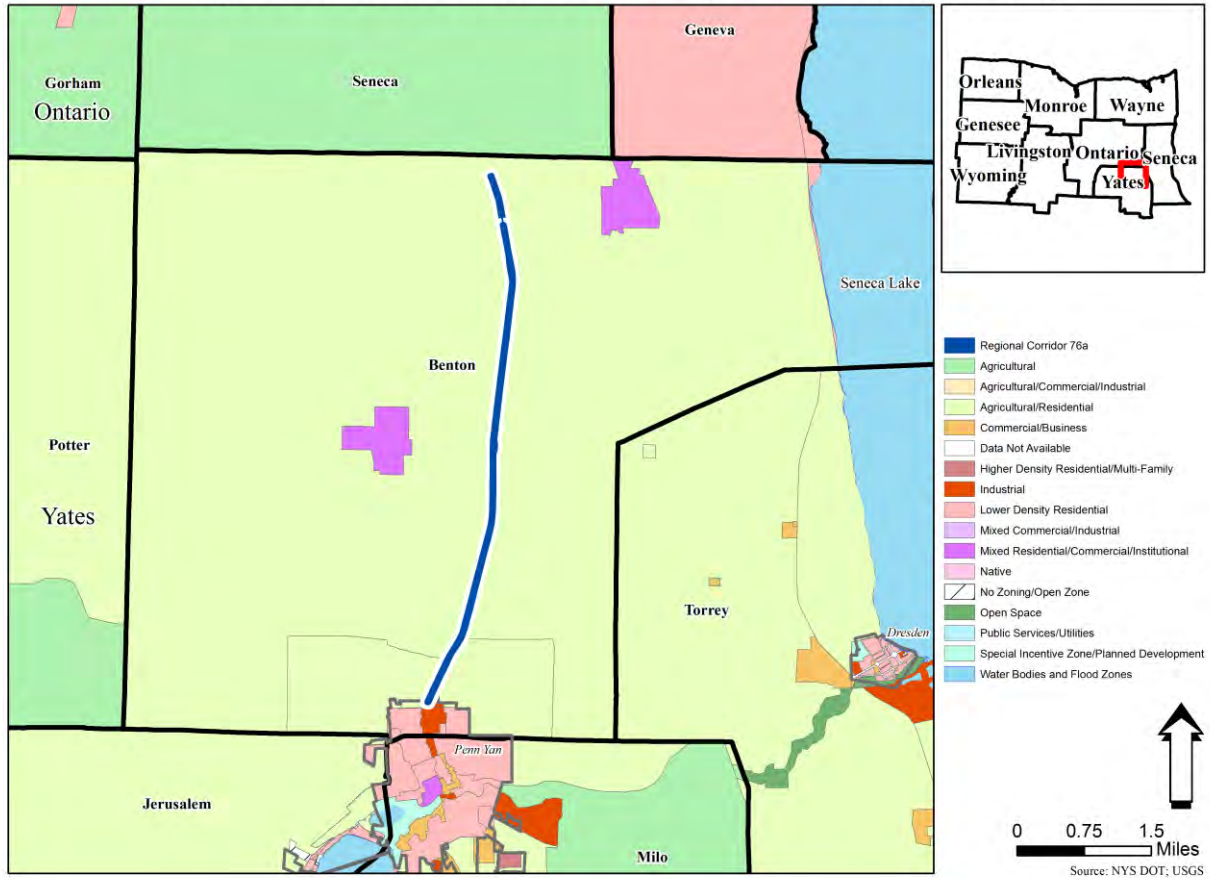 Geneva
Seneca
Gorham
Ontario
Benton
Seneca Lake
Potter
Yates
Torrey
Dresden
Penn Yan
Jerusalem
Milo
Orleans
Monroe
Wayne
Genesee
Livingston
Ontario
Seneca
Wyoming
Yates
Regional Corridor 76a
Agricultural
Agricultural/Commercial/Industrial
Agricultural/Residential
Commercial/Business
Data Not Available
Higher Density Residential/Multi-Family
Industrial
Lower Density Residential
Mixed Commercial/Industrial
Mixed Residential/Commercial/Institutional
Native
No Zoning/Open Zone
Open Space
Public Services/Utilities
Special Incentive Zone/Planned Development
Water Bodies and Flood Zones
0 0.75 1.5
Miles
Source: NYS DOT; USGS